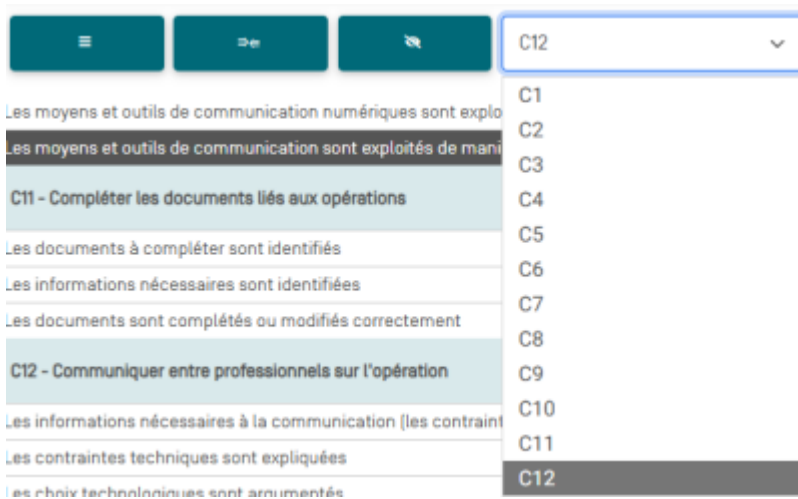 C12
Les moyens et outils de communication numériques sont explo
Les moyens et outils de communication sont exploités de mani
C11 - Compléter les documents liés aux opérations
Les documents à compléter sont identifiés
Les informations nécessaires sont identifiées
Les documents sont complétés ou modifiés correctement
C12 - Communiquer entre professionnels sur l'opération
Les informations nécessaires à la communication (les contraint
Les contraintes techniques sont expliquées
Les choix technologiques sont argumentés
C1
C2
C3
C4
C5
C6
C7
C8
C9
C10
C11
C12